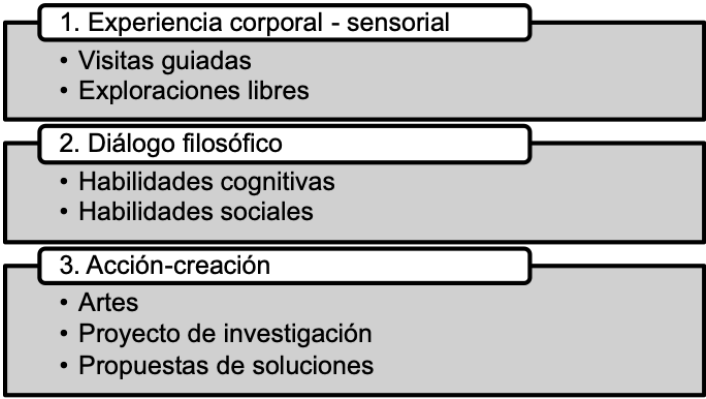 1. Experiencia corporal - sensorial
• Visitas guiadas
• Exploraciones libres
2. Diálogo filosófico
• Habilidades cognitivas
• Habilidades sociales
3. Acción-creación
• Artes
• Proyecto de investigación
• Propuestas de soluciones